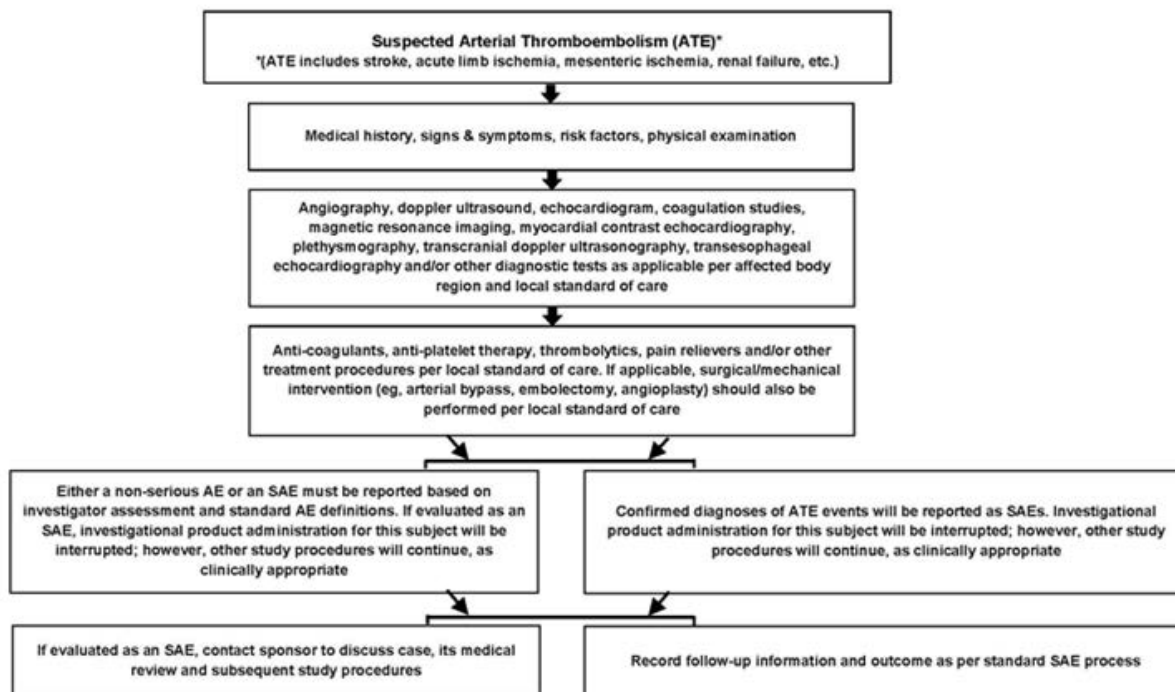 Suspected Arterial Thromboembolism (ATE)*
*(ATE includes stroke, acute limb ischemia, mesenteric ischemia, renal failure, etc.)
Medical history, signs & symptoms, risk factors, physical examination
Angiography, doppler ultrasound, echocardiogram, coagulation studies,
magnetic resonance imaging, myocardial contrast echocardiography,
plethysmography, transcranial doppler ultrasonography, transesophageal
echocardiography and/or other diagnostic tests as applicable per affected body
region and local standard of care
Anti-coagulants, anti-platelet therapy, thrombolytics, pain relievers and/or other
treatment procedures per local standard of care. If applicable, surgical/mechanical
intervention (eg, arterial bypass, embolectomy, angioplasty) should also be
performed per local standard of care
Either a non-serious AE or an SAE must be reported based on
investigator assessment and standard AE definitions. If evaluated as
an SAE, investigational product administration for this subject will be
interrupted; however, other study procedures will continue, as
clinically appropriate
Confirmed diagnoses of ATE events will be reported as SAEs. Investigational
product administration for this subject will be interrupted; however, other study
procedures will continue, as clinically appropriate
If evaluated as an SAE, contact sponsor to discuss case, its medical
review and subsequent study procedures
Record follow-up information and outcome as per standard SAE process